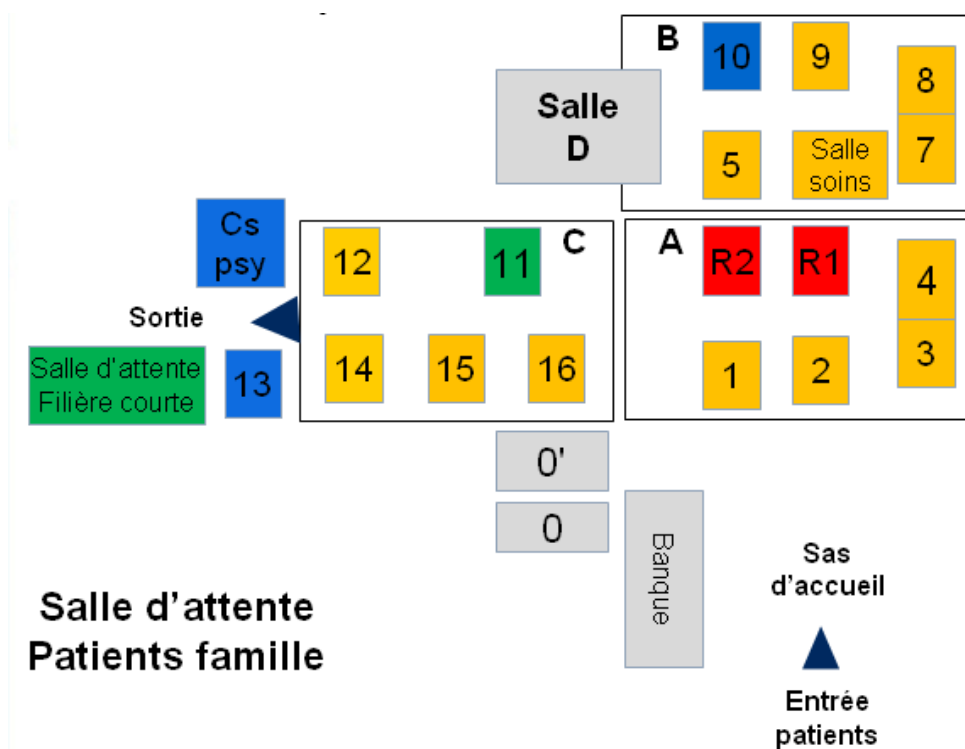 B
10
9
8
7
Salle
D
5
Salle
soins
Cs
psy
12
11
C
A
R2
R1
4
3
Sortie
Salle d'attente
Filière courte
13
14
15
16
1
2
0'
0
Banque
Sas
d’accueil
Salle d’attente
Patients famille
Entrée
patients